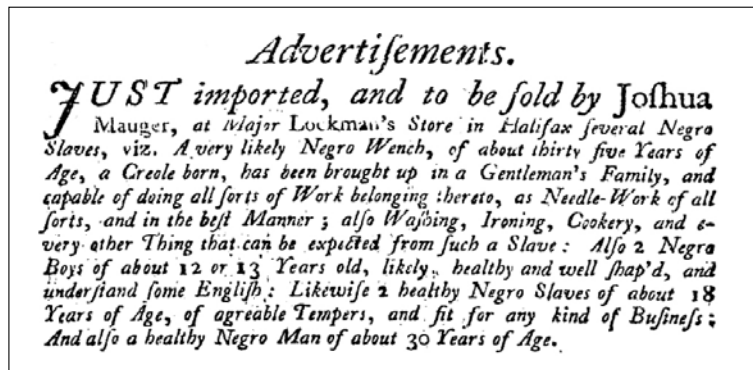 Advertiſements.
JUST imported, and to be ſold by Joſhua
Mauger, at Major Lockman's Store in Halifax ſeveral Negro
Slaves, viz. A very likely Negro Wench, of about thirty five Years of
Age, a Creole born, has been brought up in a Gentleman's Family, and
capable of doing all ſorts of Work belonging thereto, as Needle-Work of all
ſorts, and in the beſt Manner; alſo Waſhing, Ironing, Cookery, and e-
very other Thing that can be expected from ſuch a Slave: Alſo 2 Negro
Boys of about 12 or 13 Years old, likely, healthy and well ſhap'd, and
underſtand ſome Engliſh: Likewiſe 2 healthy Negro Slaves of about 18
Years of Age, of agreable Tempers, and fit for any kind of Buſineſs;
And alſo a healthy Negro Man of about 30 Years of Age.